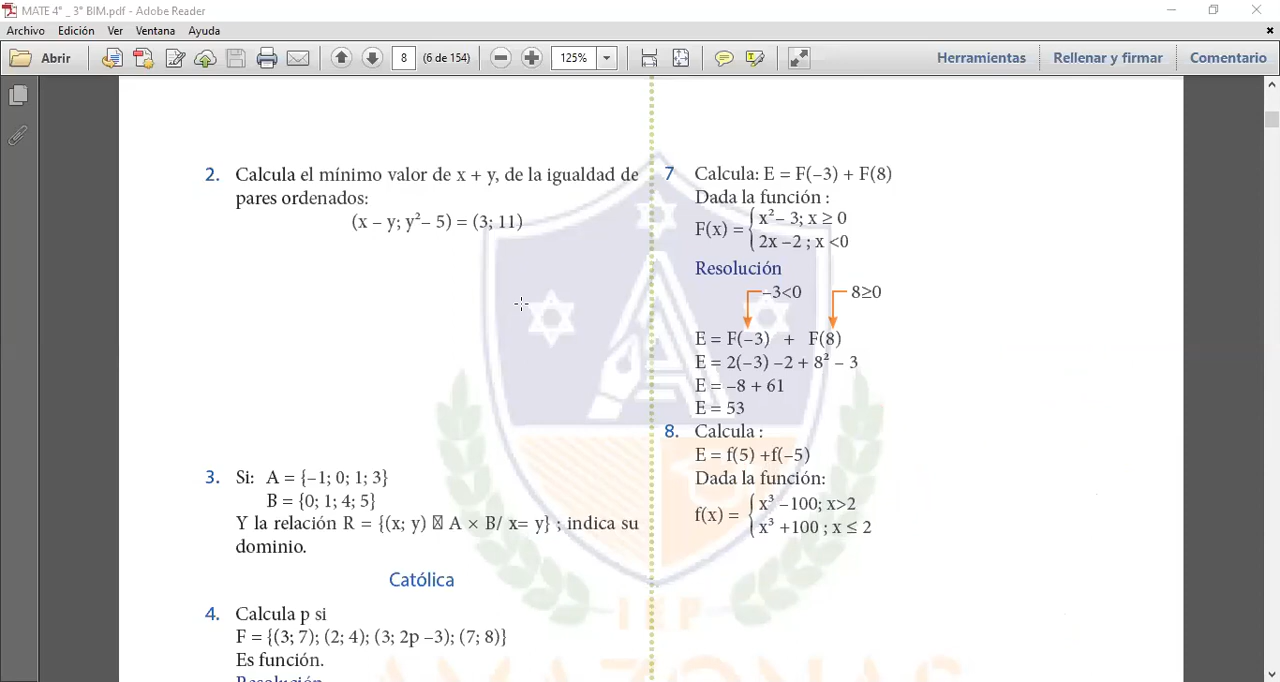 MATE 4° _ 3° BiM.pdf - Adobe Reader
Archivo Edición Ver Ventana Ayuda
Abrir 8 (6 de 154) 125% Herramientas Rellenar y firmar Comentario
2. Calcula el mínimo valor de x + y, de la igualdad de
pares ordenados:
(x – y; y²– 5) = (3; 11)
3. Si: A = {–1; 0; 1; 3}
B = {0; 1; 4; 5}
Y la relación R = {(x; y) A × B/ x= y} ; indica su
dominio.
Católica
4. Calcula p si
F = {(3; 7); (2; 4); (3; 2p –3); (7; 8)}
Es función.
Resolución
7 Calcula: E = F(–3) + F(8)
Dada la función :
F(x) = { x²– 3; x ≥ 0
2x –2 ; x <0
Resolución
–3<0 8≥0
E = F(–3) + F(8)
E = 2(–3) –2 + 8² – 3
E = –8 + 61
E = 53
8. Calcula :
E = f(5) +f(–5)
Dada la función:
f(x) = { x³ –100; x>2
x³ +100 ; x ≤ 2
I E P
AMAZONAS